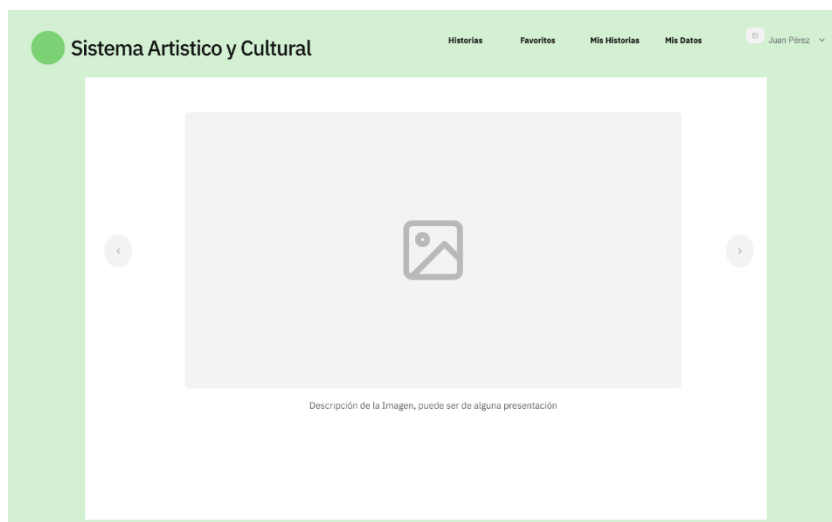 Sistema Artistico y Cultural
Historias
Favoritos
Mis Historias
Mis Datos
Juan Pérez
Descripción de la Imagen, puede ser de alguna presentación